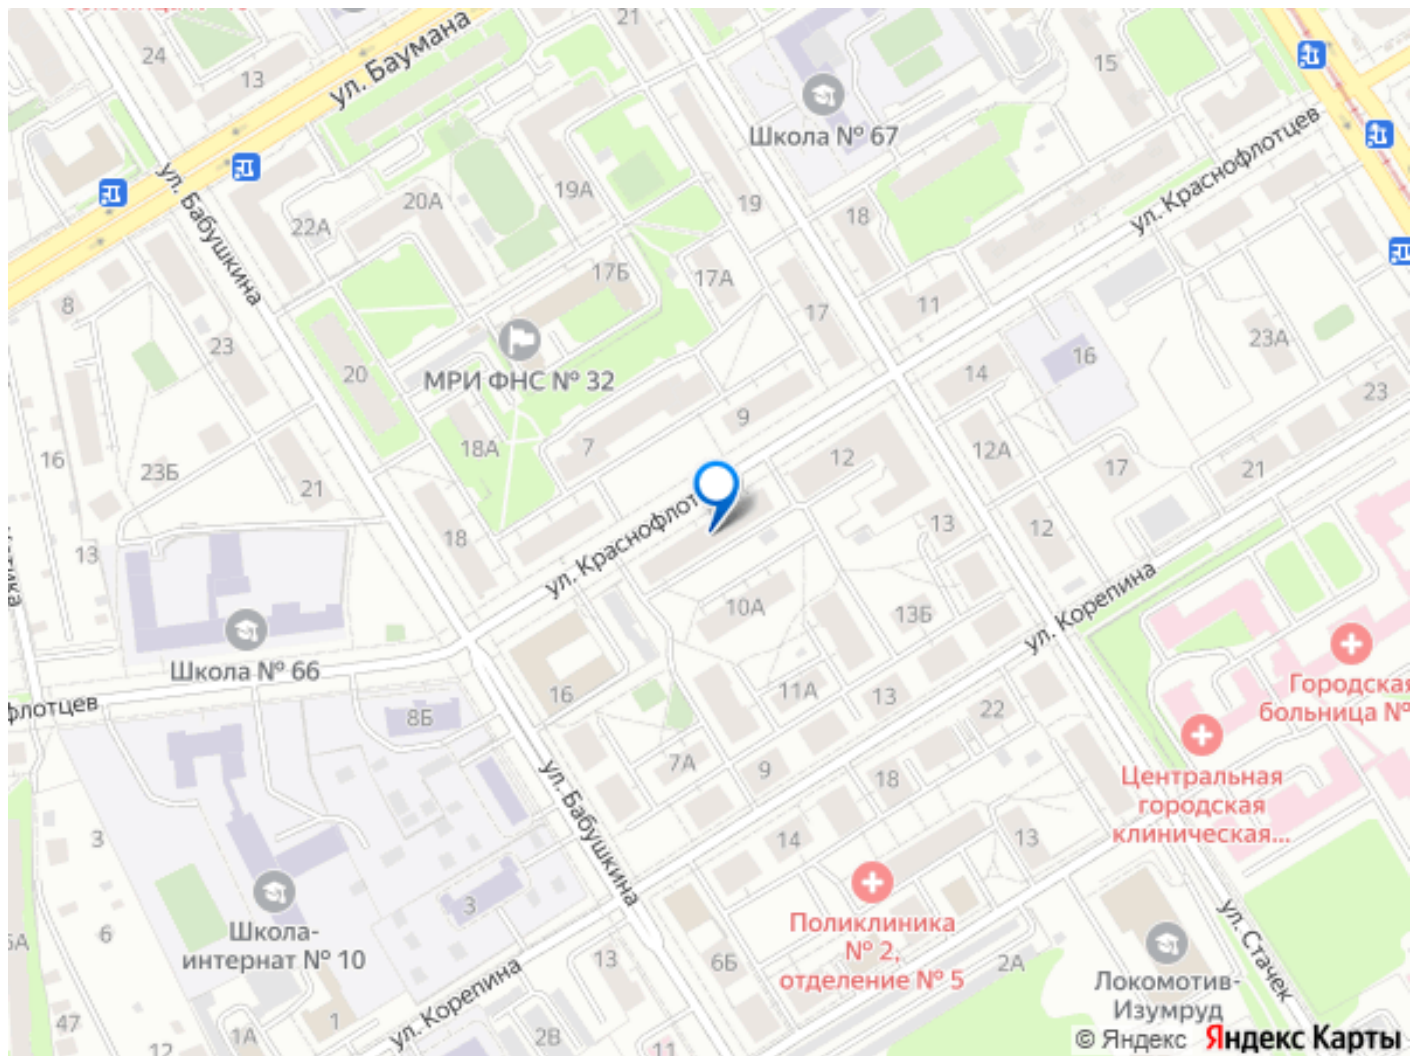 21
24
13
ул. Баумана
15
Школа № 67
ул. Краснофлотцев
ул. Бабушкина
22А
20А
19А
19
18
17Б
17А
17
11
8
23
20
МРИ ФНС № 32
16
23А
14
23
9
7
18А
12
12А
17
21
16
23Б
21
13
18
ул. Краснофлот
13
12
10А
13Б
ул. Корепина
Школа № 66
флотцев
8Б
16
11А
13
22
Городская
больница №
7А
9
18
Центральная
городская
клиническая...
ул. Бабушкина
3
14
13
Поликлиника
№ 2,
отделение № 5
3
6
Школа-
интернат № 10
ул. Стачек
13
6Б
2А
Локомотив-
Изумруд
47
1А
1
ул. Корепина
2В
12
11
© Яндекс Яндекс Карты